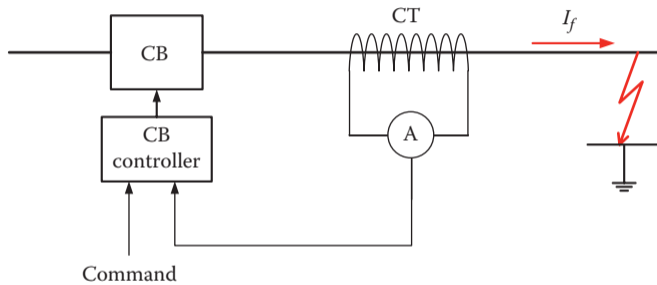 CT
I_f
CB
A
CB
controller
Command